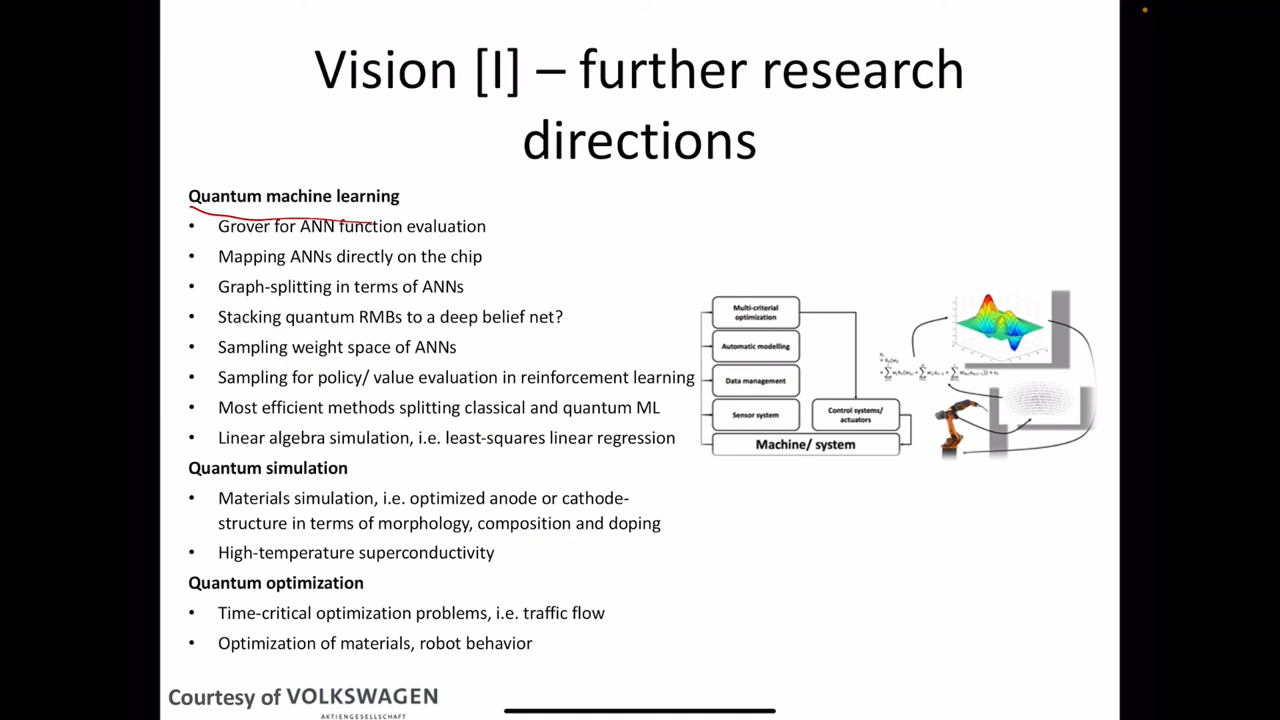 Vision [I] – further research
directions
Quantum machine learning
• Grover for ANN function evaluation
• Mapping ANNs directly on the chip
• Graph-splitting in terms of ANNs
• Stacking quantum RMBs to a deep belief net?
• Sampling weight space of ANNs
• Sampling for policy/ value evaluation in reinforcement learning
• Most efficient methods splitting classical and quantum ML
• Linear algebra simulation, i.e. least-squares linear regression
Quantum simulation
• Materials simulation, i.e. optimized anode or cathode-
structure in terms of morphology, composition and doping
• High-temperature superconductivity
Quantum optimization
• Time-critical optimization problems, i.e. traffic flow
• Optimization of materials, robot behavior
Multi-criterial
optimization
Automatic modelling
Data management
Sensor system
Control systems/
actuators
Machine/ system
Courtesy of VOLKSWAGEN
AKTIENGESELLSCHAFT